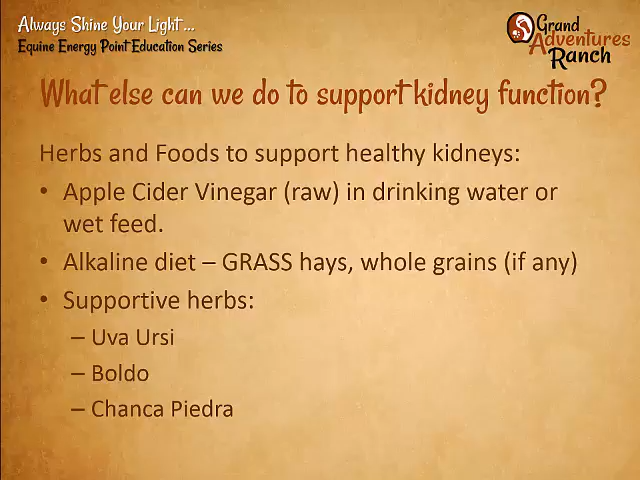 Always Shine Your Light...
Equine Energy Point Education Series
Grand
Adventures
Ranch
What else can we do to support kidney function?
Herbs and Foods to support healthy kidneys:
• Apple Cider Vinegar (raw) in drinking water or
wet feed.
• Alkaline diet – GRASS hays, whole grains (if any)
• Supportive herbs:
– Uva Ursi
– Boldo
– Chanca Piedra